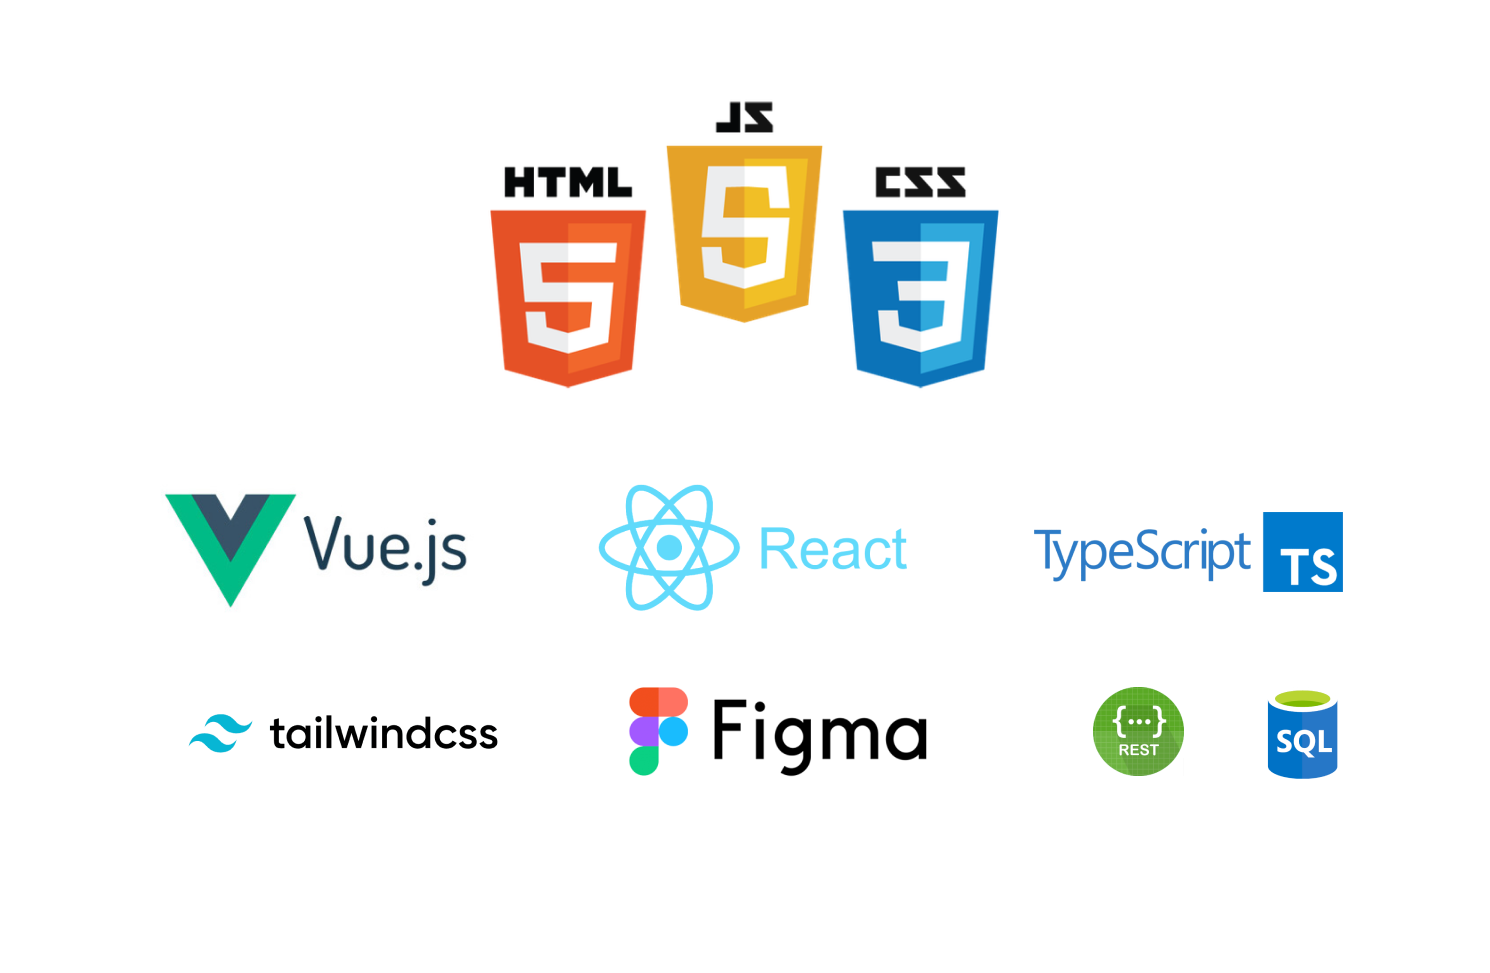 JS
HTML
CSS
5
5
3
Vue.js
React
TypeScript
TS
tailwindcss
Figma
{...}
REST
SQL